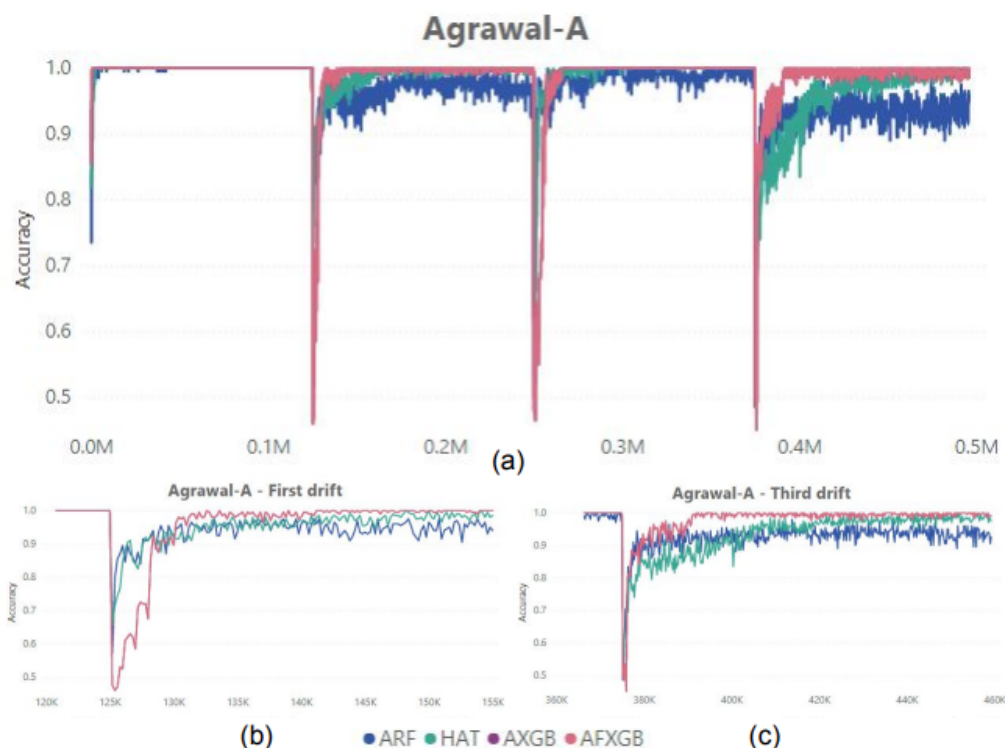 Agrawal-A
1.0
0.9
0.8
0.7
0.6
0.5
Accuracy
0.0M 0.1M 0.2M 0.3M 0.4M 0.5M
(a)
Agrawal-A - First drift
1.0
0.9
0.8
0.7
0.6
0.5
Accuracy
120K 125K 130K 135K 140K 145K 150K 155K
(b)
Agrawal-A - Third drift
1.0
0.9
0.8
0.7
0.6
0.5
Accuracy
360K 380K 400K 420K 440K 460K
(c)
ARF HAT AXGB AFXGB